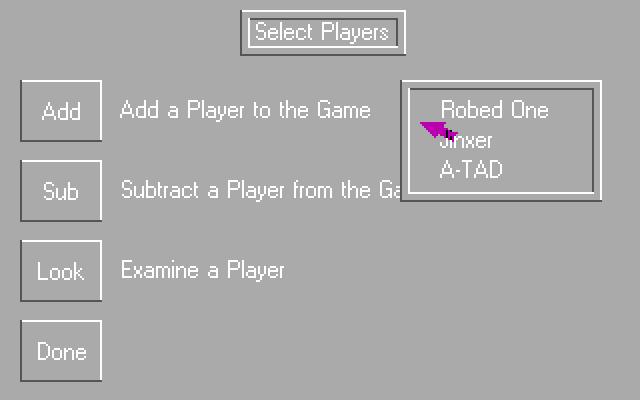 Select Players
Add
Add a Player to the Game
Robed One
Jinxer
A-TAD
Sub
Subtract a Player from the Ga
Look
Examine a Player
Done